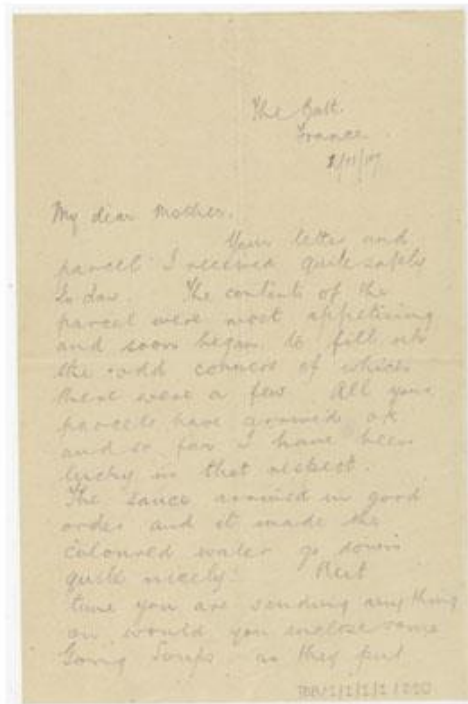 The Batt.
France
1/11/17
My dear Mother.
Your letter and
parcel I received quite safely
to day. The contents of the
parcel were most appetising
and soon began to fill up
the odd corners of which
there were a few. All your
parcels have arrived ok
and so far I have been
lucky in that respect.
The sauce arrived in good
order and it made the
coloured water go down
quite nicely. Next
time you are sending anything
on would you enclose some
Soups as they put